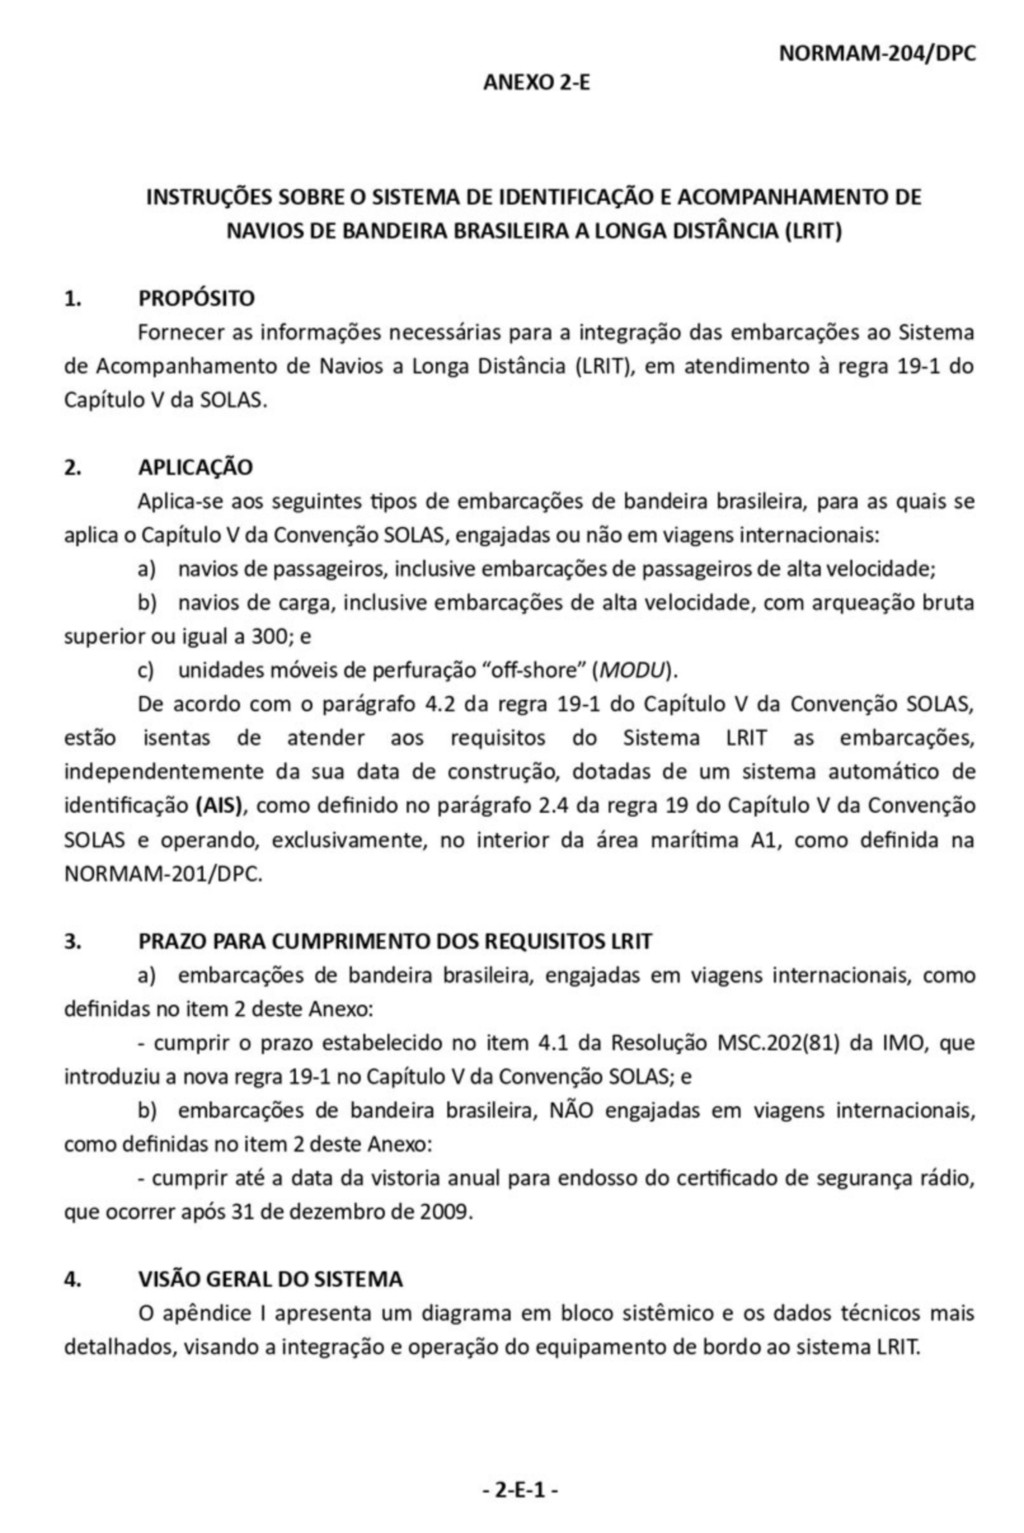 NORMAM-204/DPC
ANEXO 2-E
INSTRUÇÕES SOBRE O SISTEMA DE IDENTIFICAÇÃO E ACOMPANHAMENTO DE
NAVIOS DE BANDEIRA BRASILEIRA A LONGA DISTÂNCIA (LRIT)
1. PROPÓSITO
Fornecer as informações necessárias para a integração das embarcações ao Sistema
de Acompanhamento de Navios a Longa Distância (LRIT), em atendimento à regra 19-1 do
Capítulo V da SOLAS.
2. APLICAÇÃO
Aplica-se aos seguintes tipos de embarcações de bandeira brasileira, para as quais se
aplica o Capítulo V da Convenção SOLAS, engajadas ou não em viagens internacionais:
a) navios de passageiros, inclusive embarcações de passageiros de alta velocidade;
b) navios de carga, inclusive embarcações de alta velocidade, com arqueação bruta
superior ou igual a 300; e
c) unidades móveis de perfuração “off-shore” (MODU).
De acordo com o parágrafo 4.2 da regra 19-1 do Capítulo V da Convenção SOLAS,
estão isentas de atender aos requisitos do Sistema LRIT as embarcações,
independentemente da sua data de construção, dotadas de um sistema automático de
identificação (AIS), como definido no parágrafo 2.4 da regra 19 do Capítulo V da Convenção
SOLAS e operando, exclusivamente, no interior da área marítima A1, como definida na
NORMAM-201/DPC.
3. PRAZO PARA CUMPRIMENTO DOS REQUISITOS LRIT
a) embarcações de bandeira brasileira, engajadas em viagens internacionais, como
definidas no item 2 deste Anexo:
- cumprir o prazo estabelecido no item 4.1 da Resolução MSC.202(81) da IMO, que
introduziu a nova regra 19-1 no Capítulo V da Convenção SOLAS; e
b) embarcações de bandeira brasileira, NÃO engajadas em viagens internacionais,
como definidas no item 2 deste Anexo:
- cumprir até a data da vistoria anual para endosso do certificado de segurança rádio,
que ocorrer após 31 de dezembro de 2009.
4. VISÃO GERAL DO SISTEMA
O apêndice I apresenta um diagrama em bloco sistêmico e os dados técnicos mais
detalhados, visando a integração e operação do equipamento de bordo ao sistema LRIT.
- 2-E-1 -